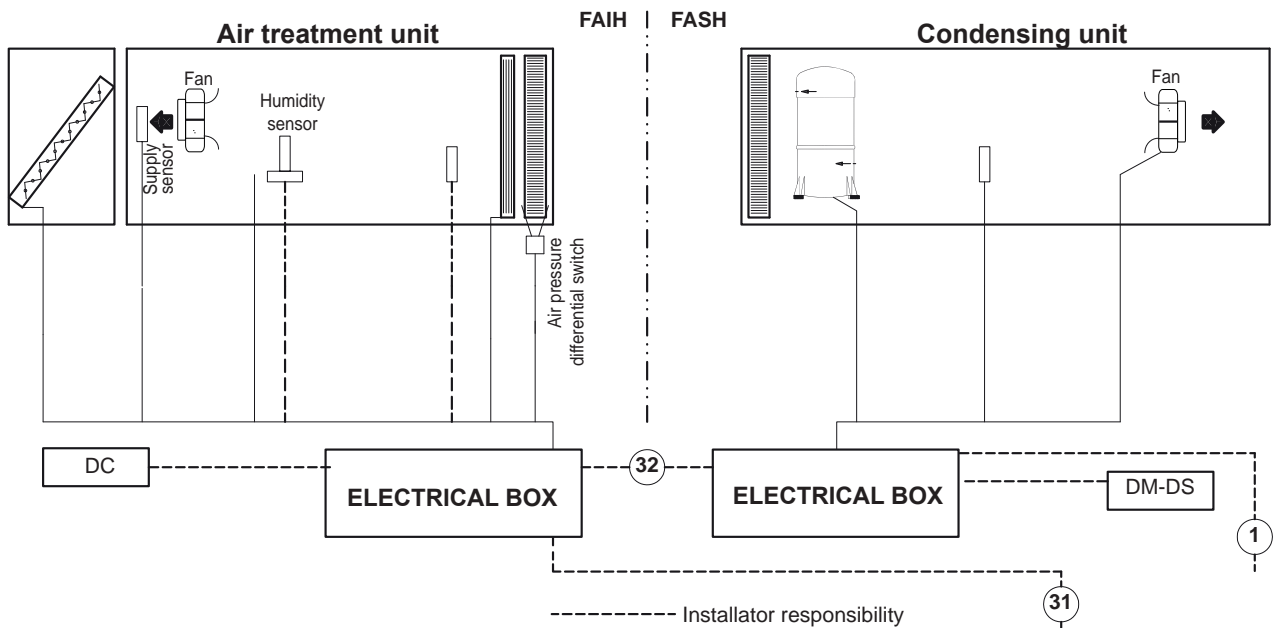 FAIH
FASH
Air treatment unit
Condensing unit
Fan
Humidity
sensor
Supply
sensor
Fan
Air pressure
differential switch
DC
ELECTRICAL BOX
32
ELECTRICAL BOX
DM-DS
1
31
Installator responsibility